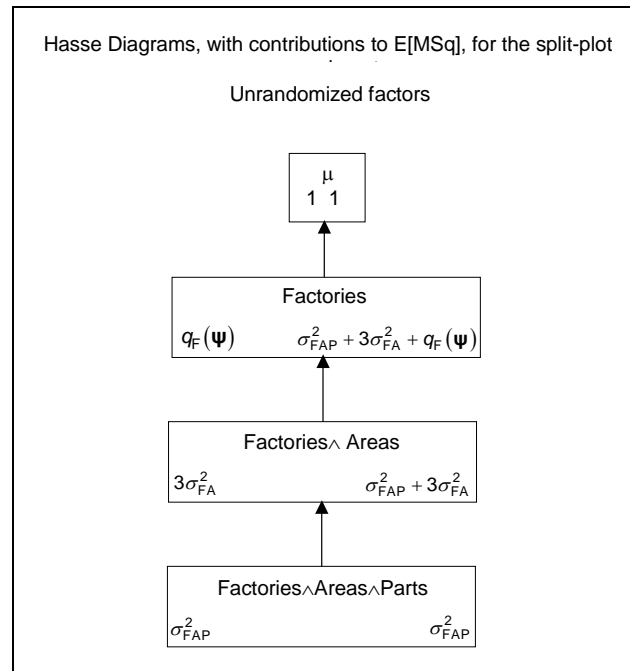 Hasse Diagrams, with contributions to E[MSq], for the split-plot
Unrandomized factors
μ
1 1
Factories
q_F(ψ) σ²_FAP + 3σ²_FA + q_F(ψ)
Factories∧ Areas
3σ²_FA σ²_FAP + 3σ²_FA
Factories∧Areas∧Parts
σ²_FAP σ²_FAP